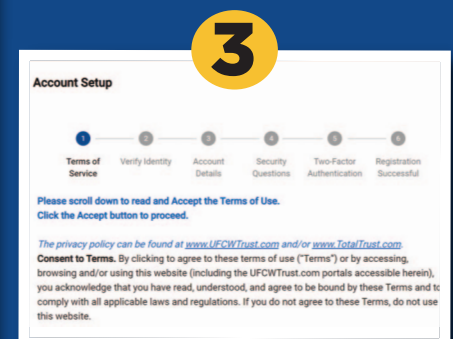 3
Account Setup
1 2 3 4 5 6
Terms of Service Verify Identity Account Details Security Questions Two-Factor Authentication Registration Successful
Please scroll down to read and Accept the Terms of Use.
Click the Accept button to proceed.
The privacy policy can be found at www.UFCWTrust.com and/or www.TotalTrust.com.
Consent to Terms. By clicking to agree to these terms of use ("Terms") or by accessing,
browsing and/or using this website (including the UFCWTrust.com portals accessible herein),
you acknowledge that you have read, understood, and agree to be bound by these Terms and to
comply with all applicable laws and regulations. If you do not agree to these Terms, do not use
this website.